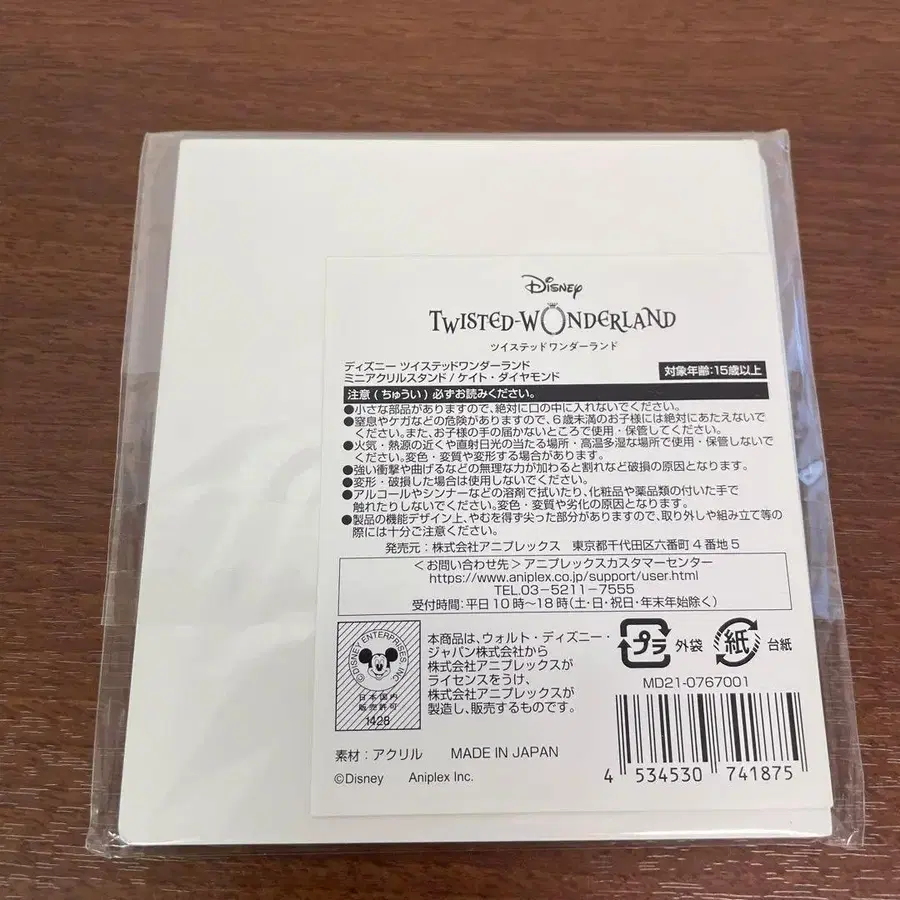 Disney
TWISTED-WONDERLAND
ツイステッドワンダーランド
ディズニー ツイステッドワンダーランド
ミニアクリルスタンド / ケイト・ダイヤモンド
対象年齢:15歳以上
注意 ( ちゅうい ) 必ずお読みください。
●小さな部品がありますので、絶対に口の中に入れないでください。
●窒息やケガなどの危険がありますので、6歳未満のお子様には絶対にあたえないで
ください。また、お子様の手の届かないところで使用・保管してください。
●火気・熱源の近くや直射日光の当たる場所・高温多湿な場所で使用・保管しないで
ください。変色・変質や変形する場合があります。
●強い衝撃や曲げるなどの無理な力が加わると割れなど破損の原因となります。
●変形・破損した場合は使用しないでください。
●アルコールやシンナーなどの溶剤で拭いたり、化粧品や薬品類の付いた手で
触れたりしないでください。変色・変質や劣化の原因となります。
●製品の機能デザイン上、やむを得ず尖った部分がありますので、取り外しや組み立て等の
際には十分ご注意ください。
発売元:株式会社アニプレックス 東京都千代田区六番町4番地5
<お問い合わせ先> アニプレックスカスタマーセンター
https://www.aniplex.co.jp/support/user.html
TEL.03-5211-7555
受付時間:平日10時〜18時(土・日・祝日・年末年始除く)
©DISNEY ENTERPRISES, INC.
日本国内
販売許可
1428
本商品は、ウォルト・ディズニー・
ジャパン株式会社から
株式会社アニプレックスが
ライセンスをうけ、
株式会社アニプレックスが
製造し、販売するものです。
プラ 外袋
紙 台紙
MD21-0767001
素材:アクリル MADE IN JAPAN
©Disney Aniplex Inc.
4 534530 741875